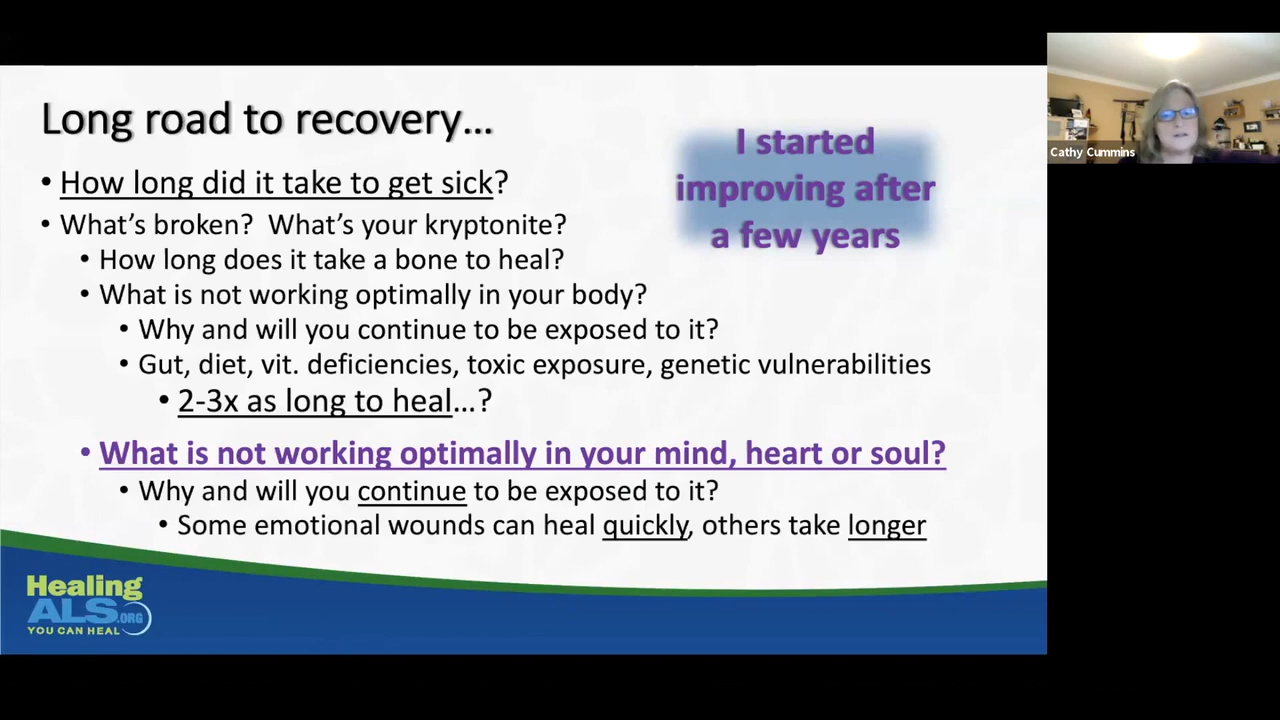 Long road to recovery...
I started
improving after
a few years
• How long did it take to get sick?
• What's broken?  What's your kryptonite?
• How long does it take a bone to heal?
• What is not working optimally in your body?
• Why and will you continue to be exposed to it?
• Gut, diet, vit. deficiencies, toxic exposure, genetic vulnerabilities
• 2-3x as long to heal...?
• What is not working optimally in your mind, heart or soul?
• Why and will you continue to be exposed to it?
• Some emotional wounds can heal quickly, others take longer
Healing
ALS.ORG
YOU CAN HEAL
Cathy Cummins